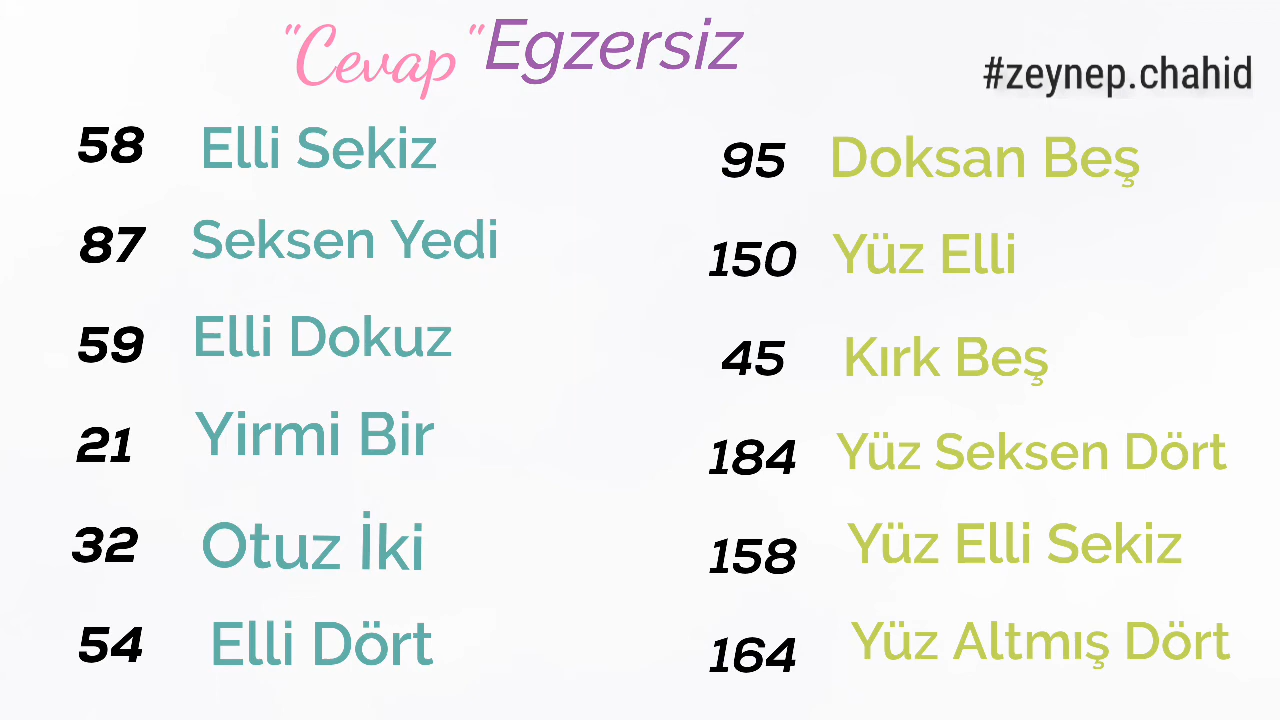 "Cevap" Egzersiz
#zeynep.chahid
58 Elli Sekiz
87 Seksen Yedi
59 Elli Dokuz
21 Yirmi Bir
32 Otuz İki
54 Elli Dört
95 Doksan Beş
150 Yüz Elli
45 Kırk Beş
184 Yüz Seksen Dört
158 Yüz Elli Sekiz
164 Yüz Altmış Dört